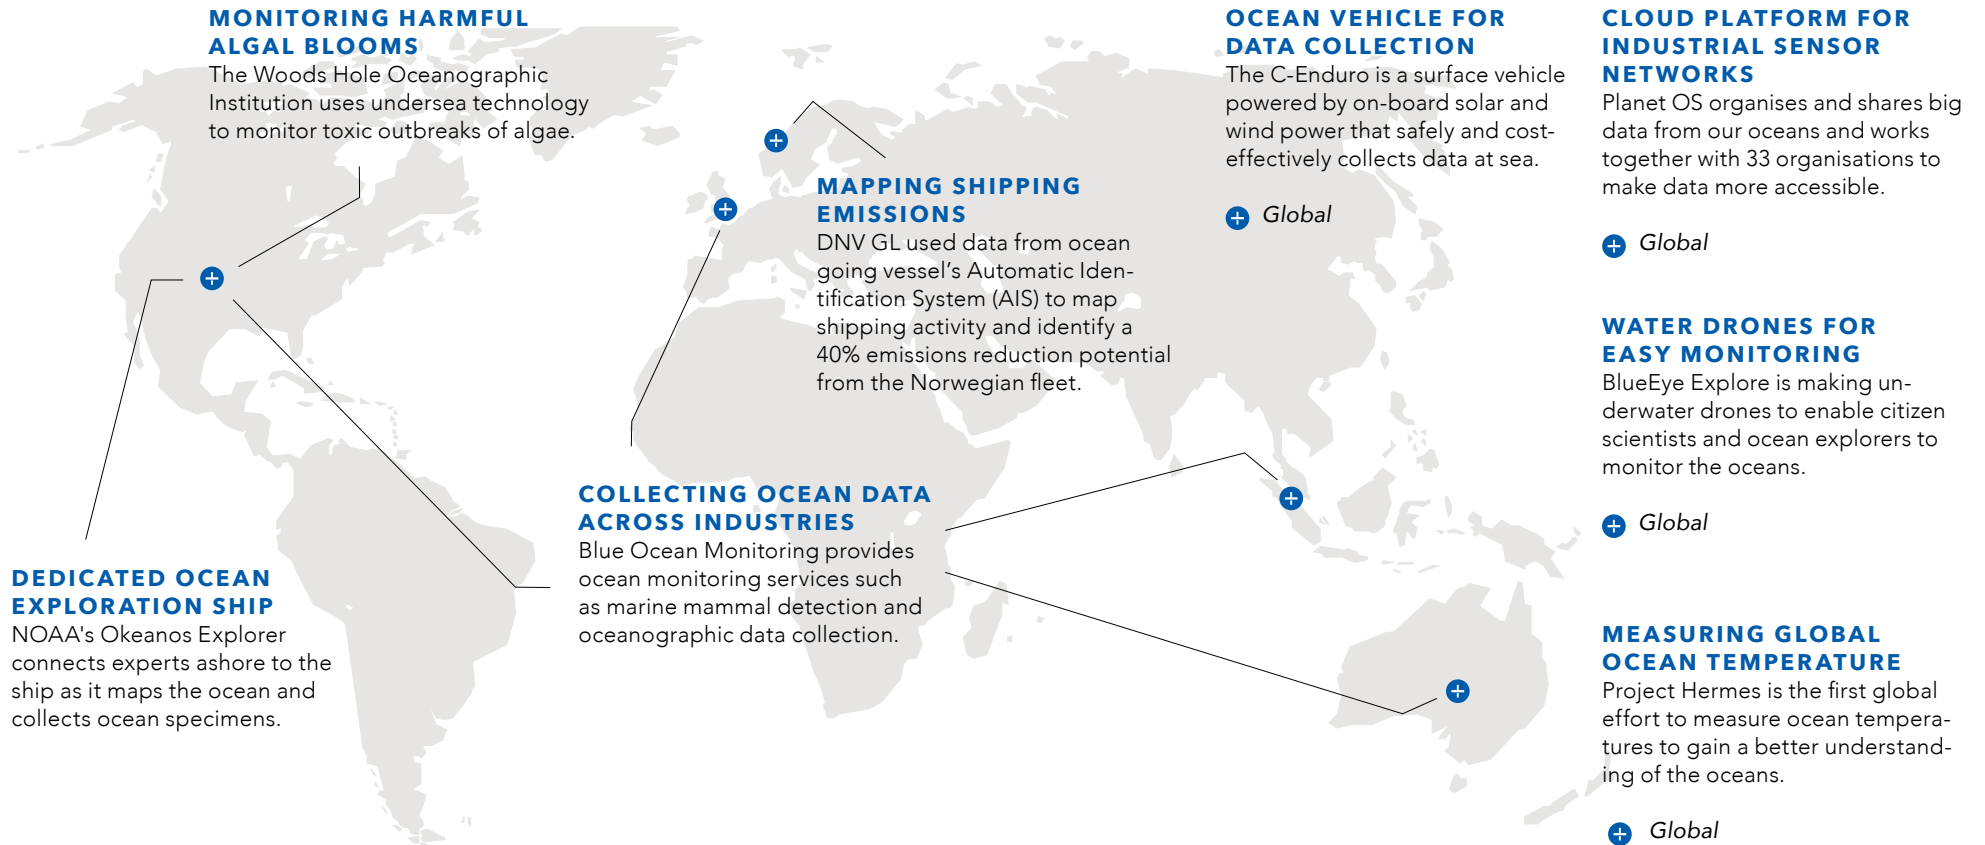 MONITORING HARMFUL
ALGAL BLOOMS
The Woods Hole Oceanographic
Institution uses undersea technology
to monitor toxic outbreaks of algae.
OCEAN VEHICLE FOR
DATA COLLECTION
The C-Enduro is a surface vehicle
powered by on-board solar and
wind power that safely and cost-
effectively collects data at sea.
Global
CLOUD PLATFORM FOR
INDUSTRIAL SENSOR
NETWORKS
Planet OS organises and shares big
data from our oceans and works
together with 33 organisations to
make data more accessible.
Global
MAPPING SHIPPING
EMISSIONS
DNV GL used data from ocean
going vessel's Automatic Iden-
tification System (AIS) to map
shipping activity and identify a
40% emissions reduction potential
from the Norwegian fleet.
WATER DRONES FOR
EASY MONITORING
BlueEye Explore is making un-
derwater drones to enable citizen
scientists and ocean explorers to
monitor the oceans.
Global
COLLECTING OCEAN DATA
ACROSS INDUSTRIES
Blue Ocean Monitoring provides
ocean monitoring services such
as marine mammal detection and
oceanographic data collection.
DEDICATED OCEAN
EXPLORATION SHIP
NOAA's Okeanos Explorer
connects experts ashore to the
ship as it maps the ocean and
collects ocean specimens.
MEASURING GLOBAL
OCEAN TEMPERATURE
Project Hermes is the first global
effort to measure ocean tempera-
tures to gain a better understand-
ing of the oceans.
Global